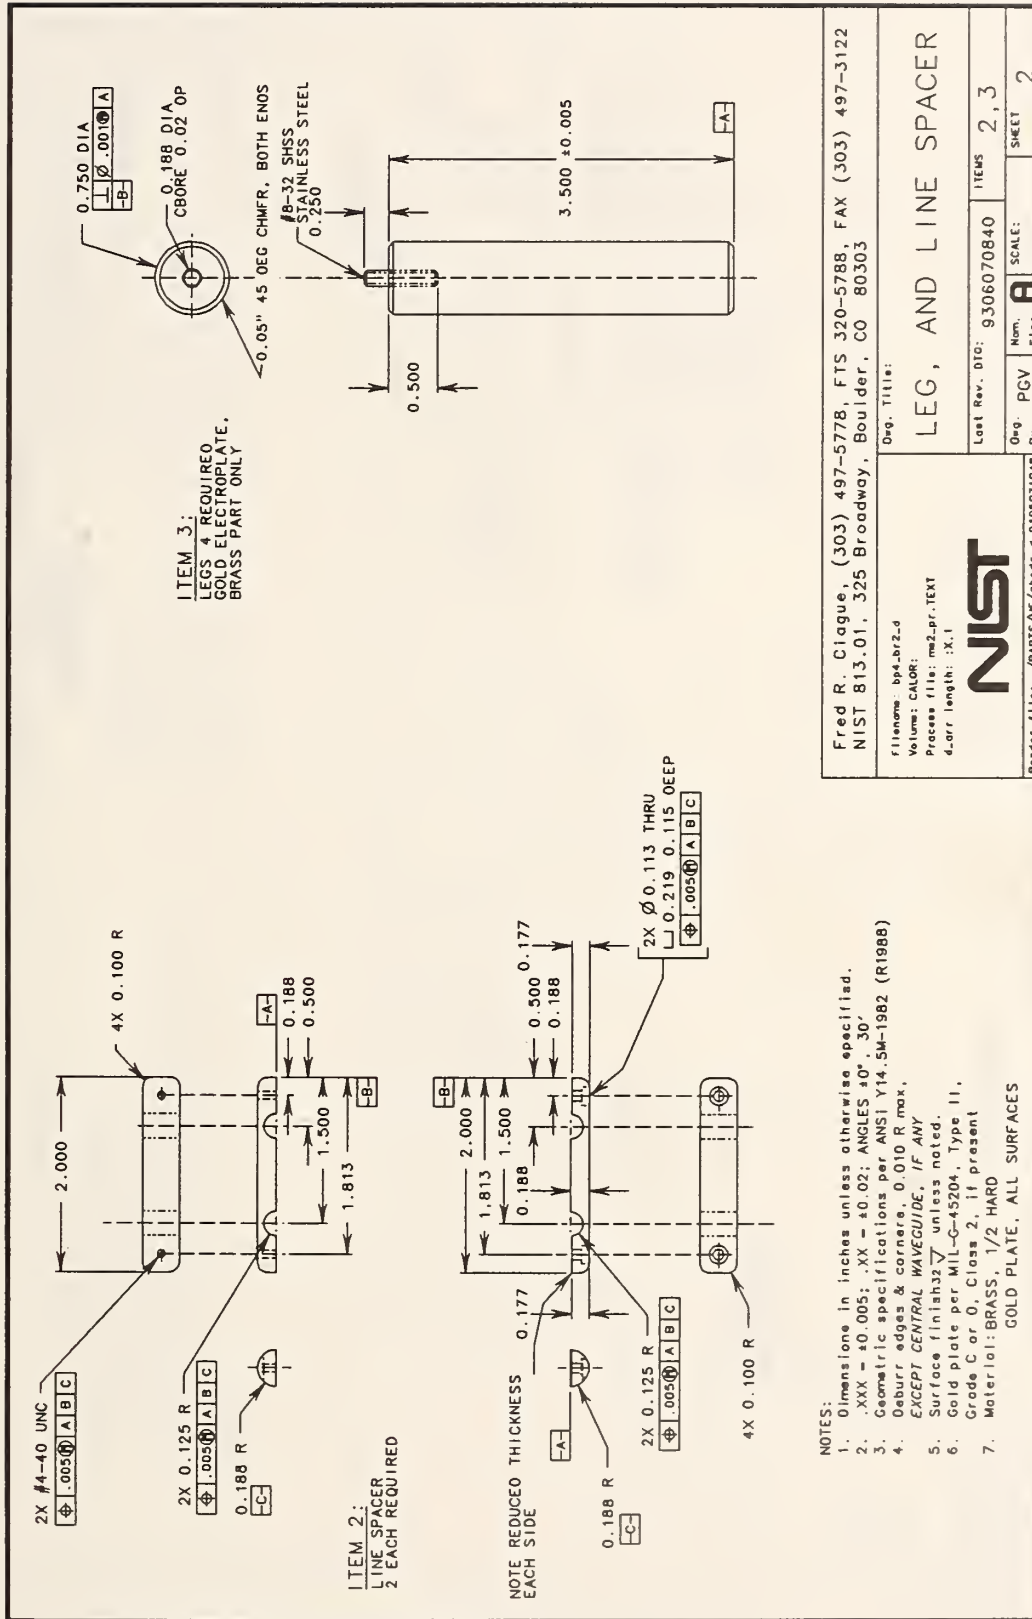 2X #4-40 UNC
⌖ .005Ⓜ A B C
2X 0.125 R
⌖ .005Ⓜ A B C
0.188 R
-C-
2.000
4X 0.100 R
-A-
0.188
0.500
1.500
1.813
-B-
ITEM 2:
LINE SPACER
2 EACH REQUIRED
NOTE REDUCED THICKNESS
EACH SIDE
-A-
0.188 R
-C-
0.177
2X 0.125 R
⌖ .005Ⓜ A B C
4X 0.100 R
-B-
2.000
1.813
1.500
0.188
0.500
0.188
0.177
2X Ø 0.113 THRU
⌴ 0.219 0.115 OEEP
⌖ .005Ⓜ A B C
ITEM 3:
LEGS 4 REQUIRED
GOLD ELECTROPLATE,
BRASS PART ONLY
0.750 DIA
⊥ Ø .001Ⓜ A
-B-
0.188 DIA
CBORE 0.02 OP
0.05" 45 OEG CHMFR, BOTH ENOS
#8-32 SHSS
STAINLESS STEEL
0.250
0.500
3.500 ±0.005
-A-
NOTES:
1. Dimensions in inches unless otherwise specified.
2. .XXX = ±0.005; .XX = ±0.02; ANGLES ±0°, 30'
3. Geometric specifications per ANSI Y14.5M-1982 (R1988)
4. Deburr edges & corners, 0.010 R max,
EXCEPT CENTRAL WAVEGUIDE, IF ANY
5. Surface finish 32 unless noted.
6. Gold plate per MIL-G-45204, Type II,
Grade C or O, Class 2, if present
7. Material: BRASS, 1/2 HARD
GOLD PLATE, ALL SURFACES
Fred R. Clague, (303) 497-5778, FTS 320-5788, FAX (303) 497-3122
NIST 813.01, 325 Broadway, Boulder, CO 80303
Filename: bp4_br2_d
Volume: CALOR:
Process file: me2_pr.TEXT
d_arr length: :X.1
NIST
Dwg. Title:
LEG, AND LINE SPACER
Last Rev. DTG: 9306070840
ITEMS 2,3
Dwg. PGV
Nom. A
SCALE:
SHEET 2